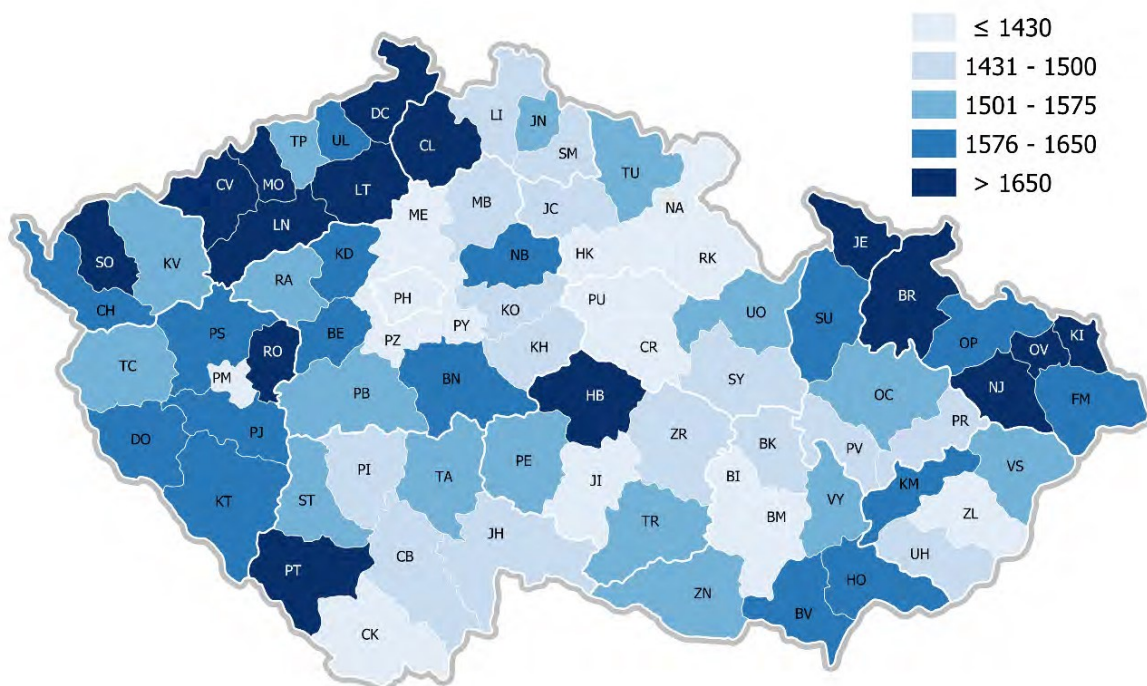 ≤ 1430
1431 - 1500
1501 - 1575
1576 - 1650
> 1650
DC
LI
JN
TP
UL
CL
SM
TU
CV
MO
LT
ME
MB
JC
NA
LN
SO
KV
KD
NB
HK
RK
JE
RA
BR
CH
PS
PH
KO
PU
UO
SU
OP
KI
OV
BE
PZ
PY
KH
CR
TC
RO
PM
BN
SY
NJ
FM
PB
HB
OC
DO
PJ
ZR
BK
PV
PR
VS
KT
ST
PI
TA
PE
JI
BI
KM
VY
ZL
BM
TR
JH
CB
UH
PT
ZN
HO
BV
CK